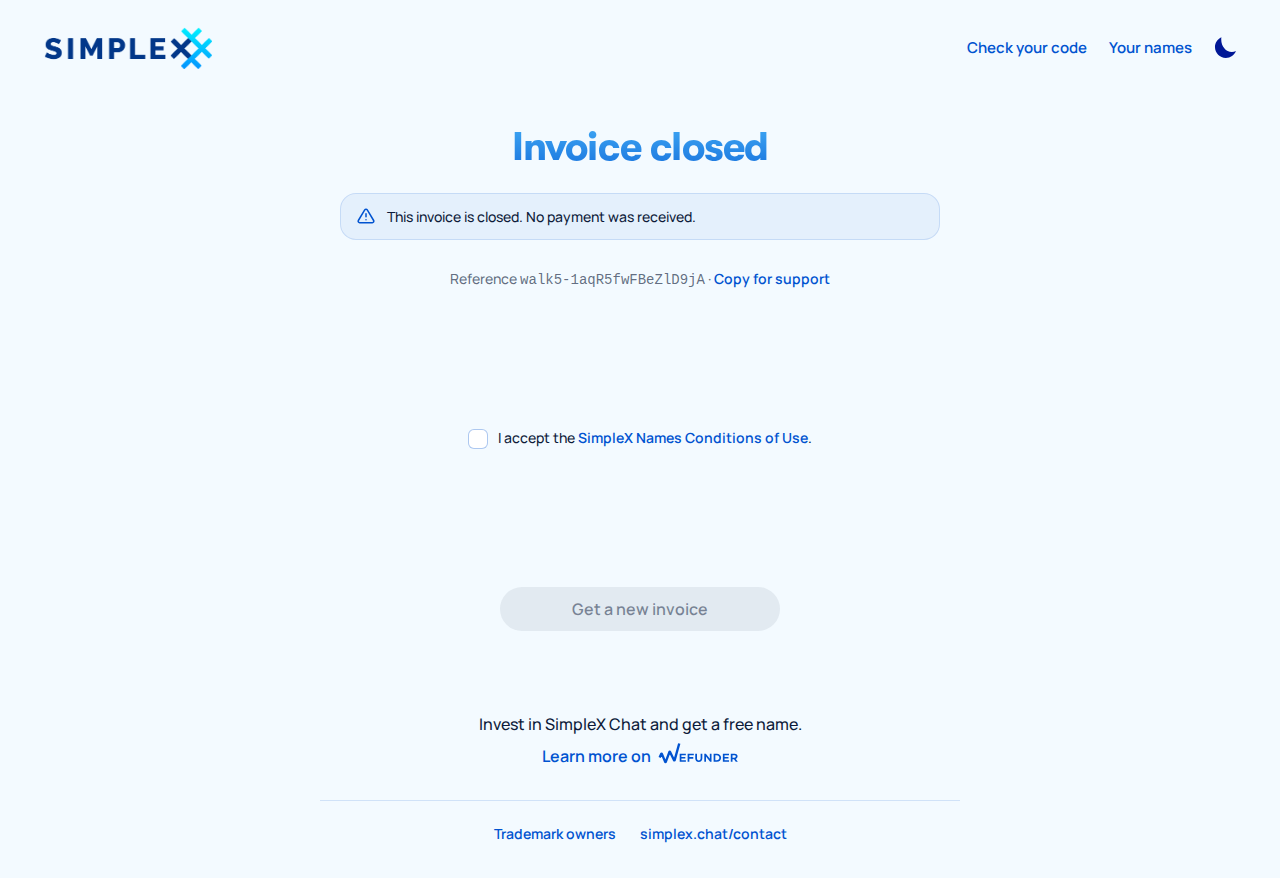 SIMPLEX
Check your code
Your names
Invoice closed
This invoice is closed. No payment was received.
Reference walk5-1aqR5fwFBeZlD9jA · Copy for support
I accept the SimpleX Names Conditions of Use.
Get a new invoice
Invest in SimpleX Chat and get a free name.
Learn more on WEFUNDER
Trademark owners
simplex.chat/contact